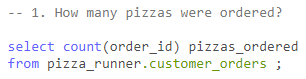 -- 1. How many pizzas were ordered?
select count(order_id) pizzas_ordered
from pizza_runner.customer_orders ;